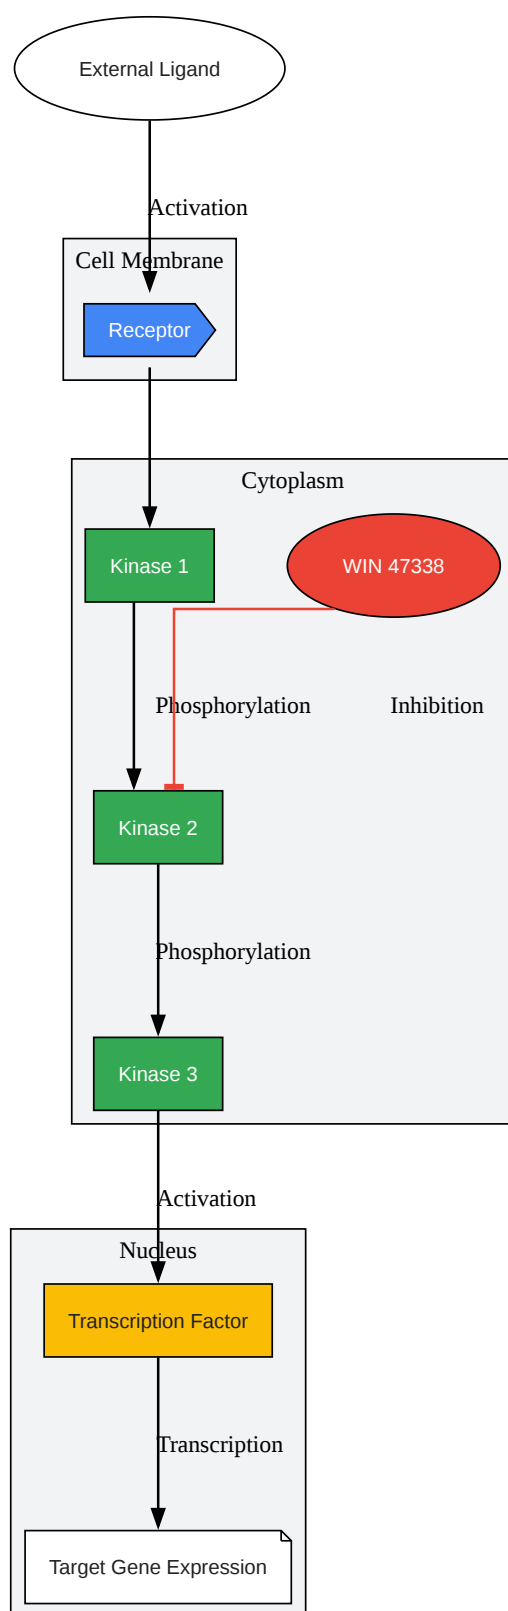 External Ligand
Activation
Cell Membrane
Receptor
Cytoplasm
Kinase 1
WIN 47338
Phosphorylation
Inhibition
Kinase 2
Phosphorylation
Kinase 3
Activation
Nucleus
Transcription Factor
Transcription
Target Gene Expression